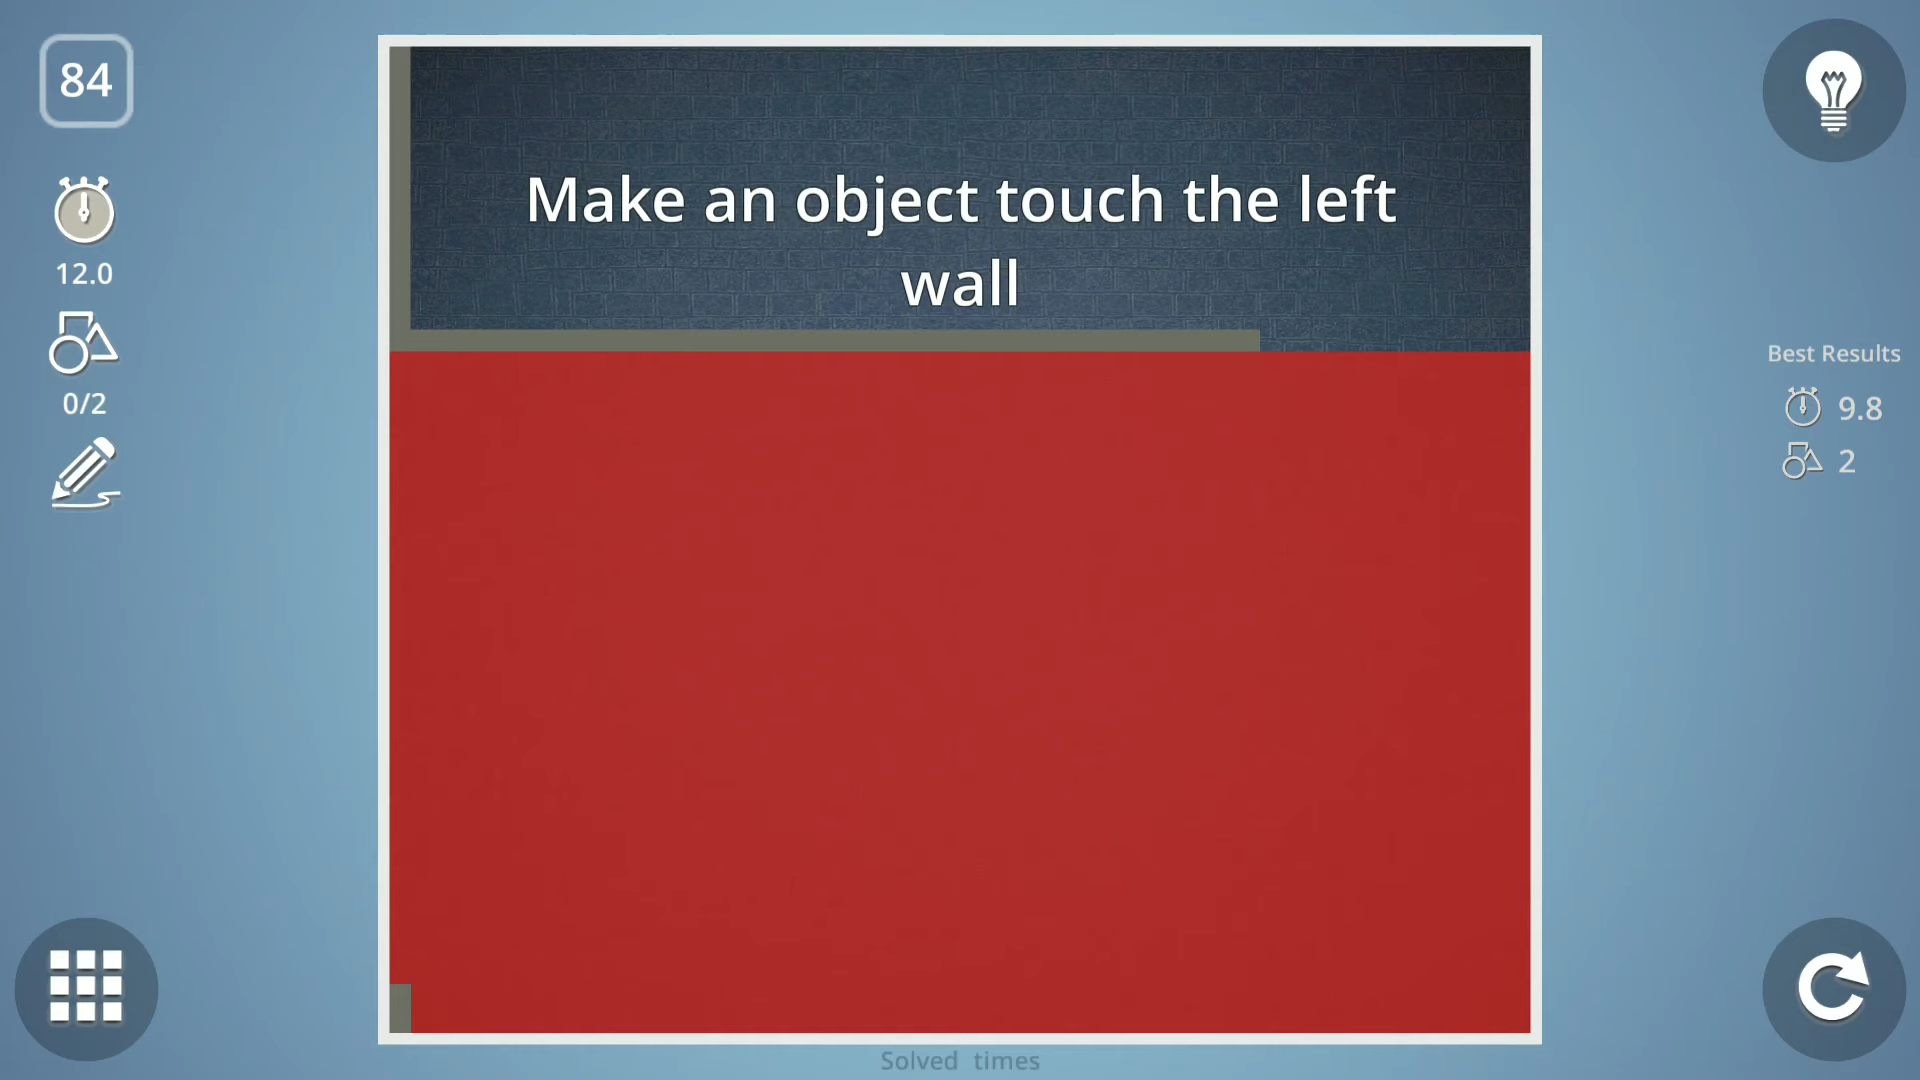 84
Make an object touch the left
wall
12.0
0/2
Best Results
9.8
2
Solved times